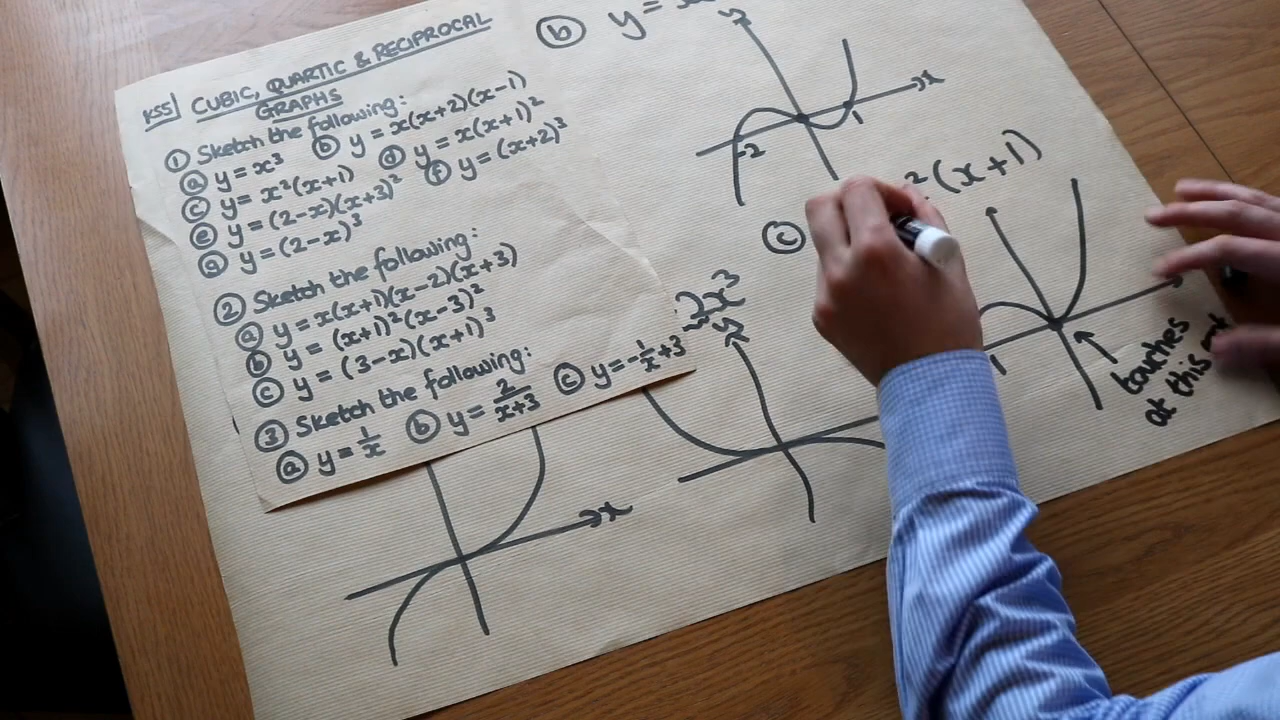 K55 CUBIC, QUARTIC & RECIPROCAL
GRAPHS
① Sketch the following:
ⓐ y = x³ ⓑ y = x(x+2)(x-1)
ⓒ y = x²(x+1) ⓓ y = x(x+1)²
ⓔ y = (2-x)(x+3)² ⓕ y = (x+2)³
ⓖ y = (2-x)³
② Sketch the following:
ⓐ y = x(x+1)(x-2)(x+3)
ⓑ y = (x+1)²(x-3)²
ⓒ y = (3-x)(x+1)³
③ Sketch the following:
ⓐ y = 1/x ⓑ y = 2/(x+3) ⓒ y = -1/x + 3
ⓑ y =
y
x
-2
1
ⓒ
²(x+1)
-2x³
y
x
1
touches
at this